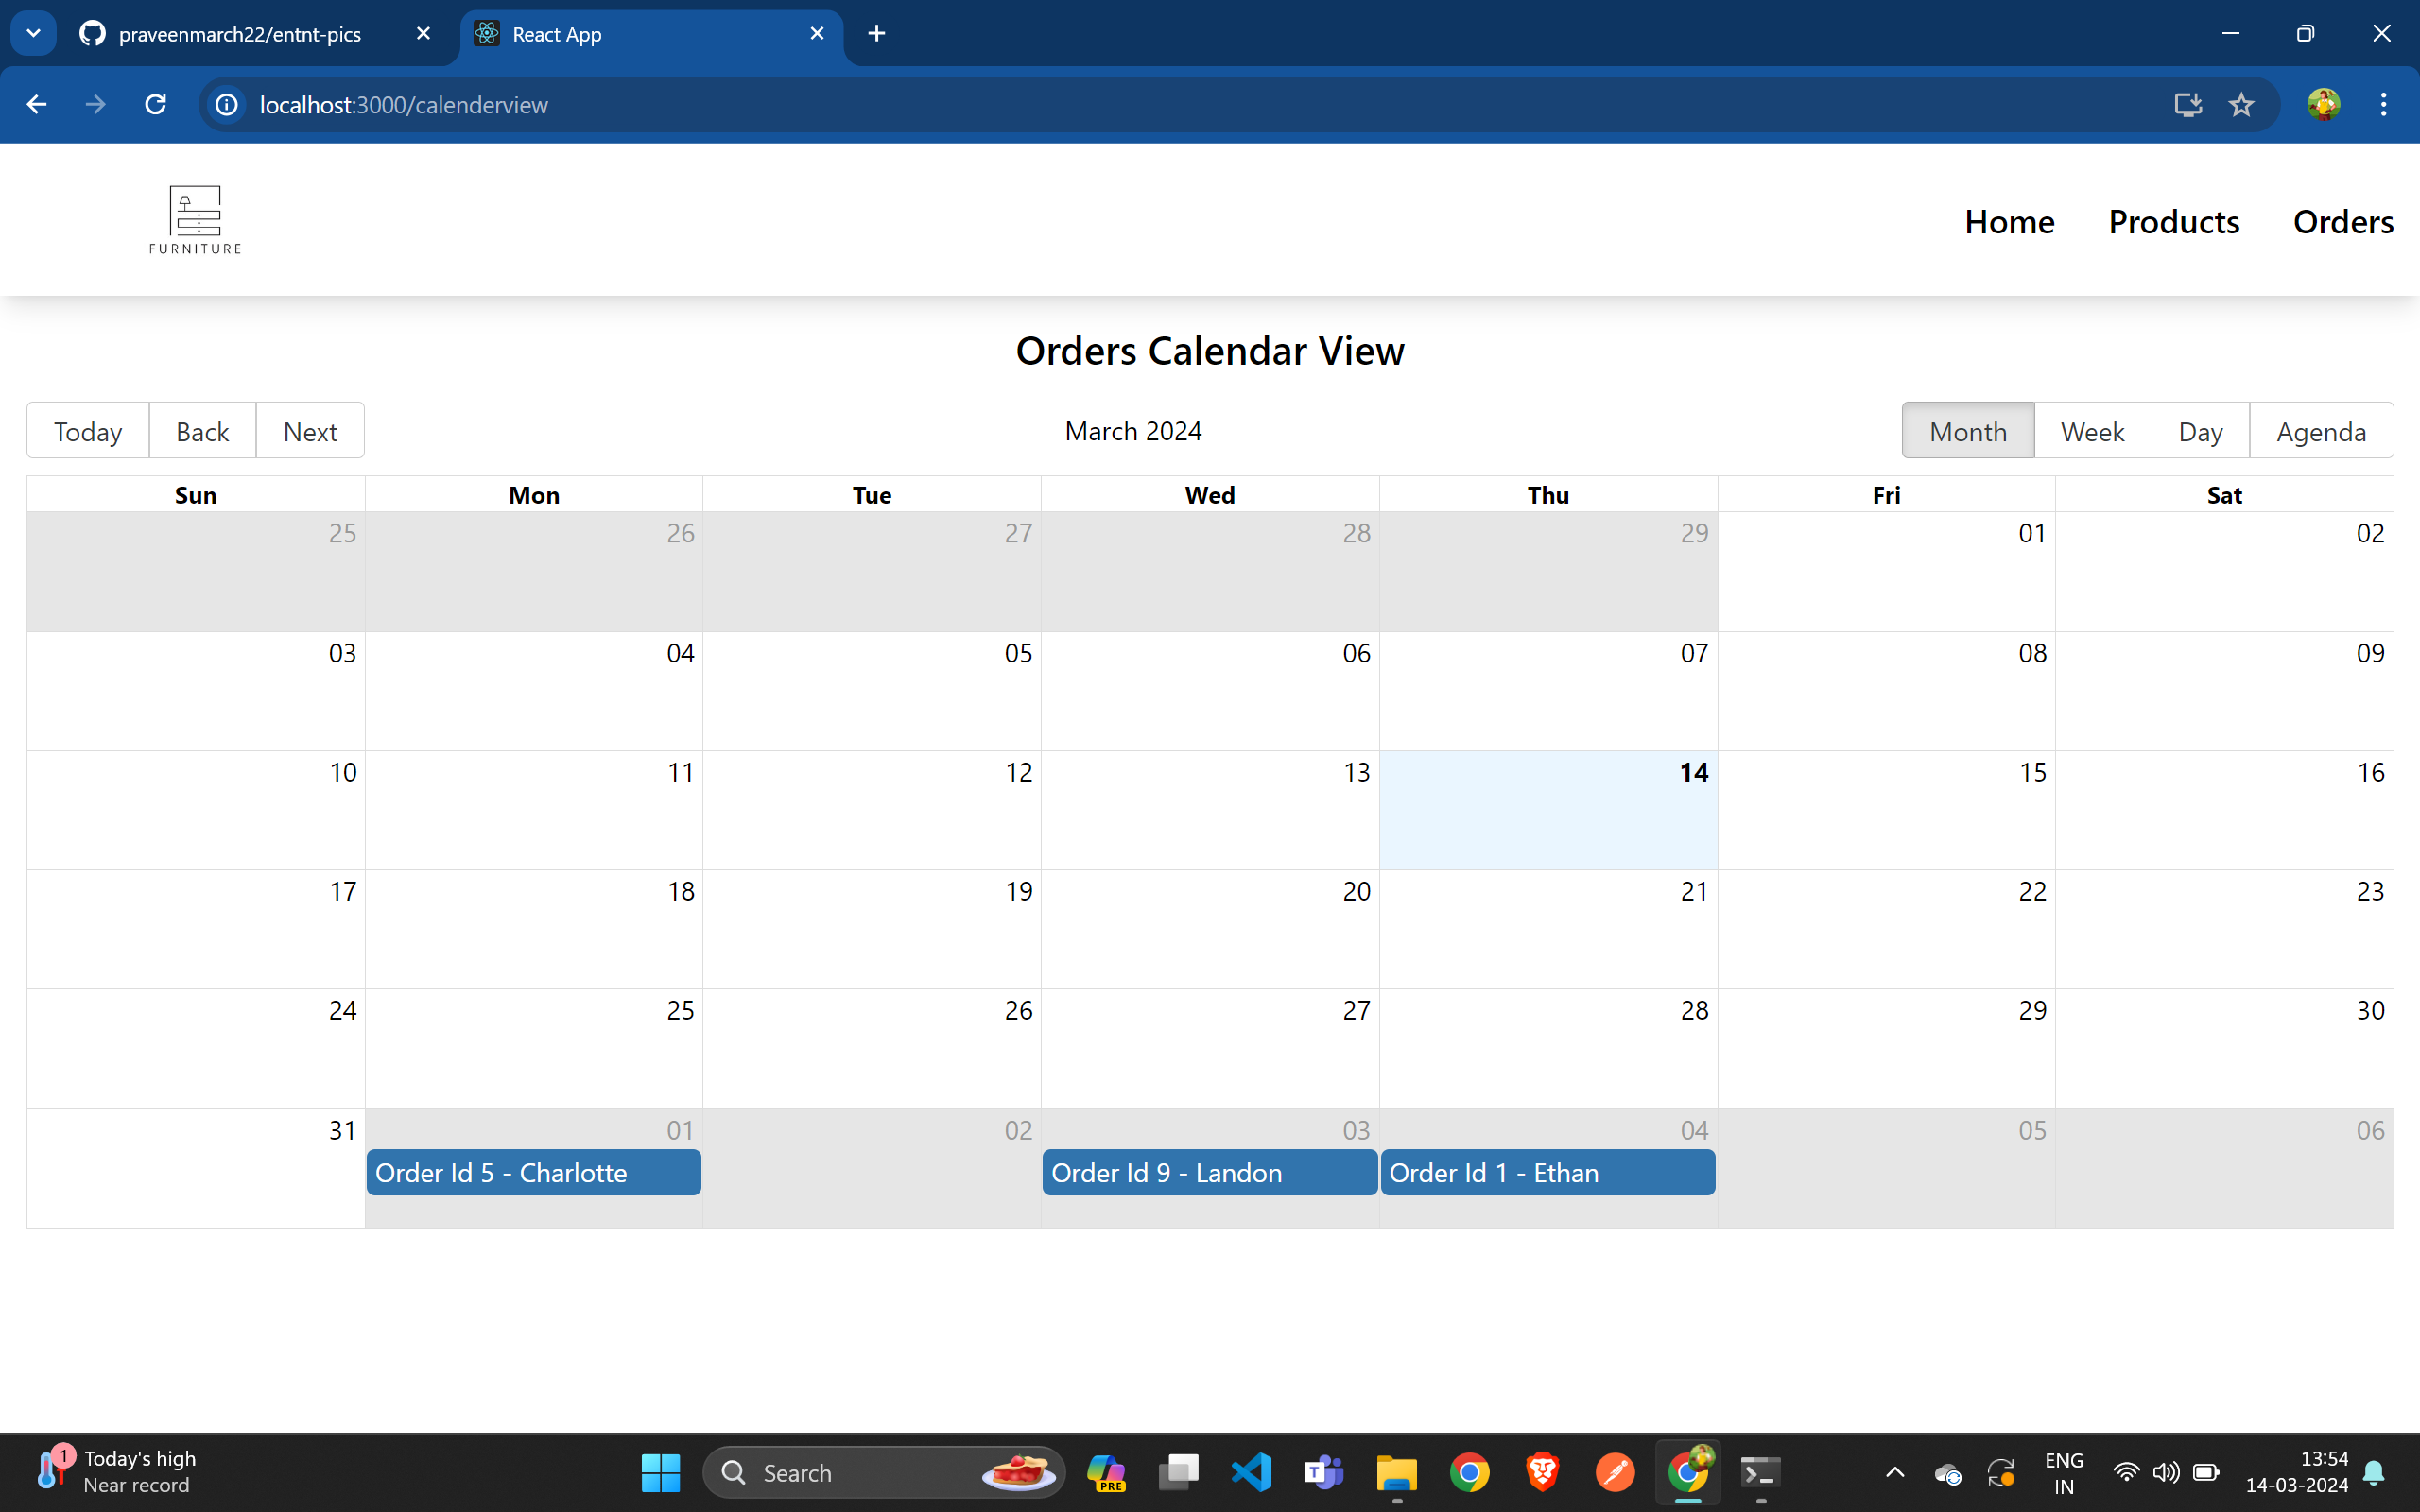 praveenmarch22/entnt-pics
React App
localhost:3000/calenderview
FURNITURE
Home Products Orders
Orders Calendar View
Today Back Next
March 2024
Month Week Day Agenda
Sun Mon Tue Wed Thu Fri Sat
25 26 27 28 29 01 02
03 04 05 06 07 08 09
10 11 12 13 14 15 16
17 18 19 20 21 22 23
24 25 26 27 28 29 30
31 01 02 03 04 05 06
Order Id 5 - Charlotte Order Id 9 - Landon Order Id 1 - Ethan
1
Today's high
Near record
Search
PRE
T
ENG
IN
13:54
14-03-2024